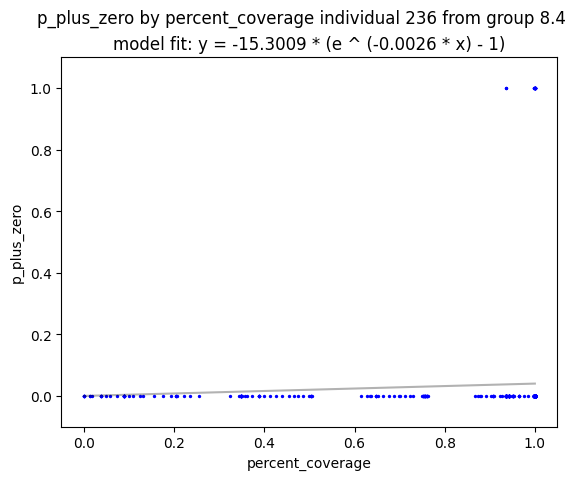 p_plus_zero by percent_coverage individual 236 from group 8.4
model fit: y = -15.3009 * (e ^ (-0.0026 * x) - 1)
1.0
0.8
0.6
0.4
0.2
0.0
p_plus_zero
0.0 0.2 0.4 0.6 0.8 1.0
percent_coverage